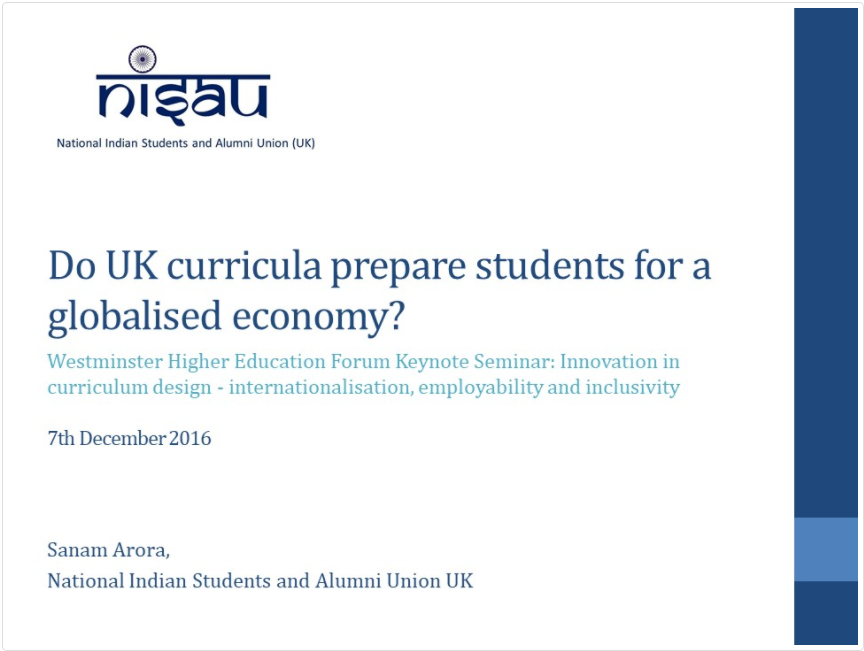 nisau
National Indian Students and Alumni Union (UK)
Do UK curricula prepare students for a
globalised economy?
Westminster Higher Education Forum Keynote Seminar: Innovation in
curriculum design - internationalisation, employability and inclusivity
7th December 2016
Sanam Arora,
National Indian Students and Alumni Union UK